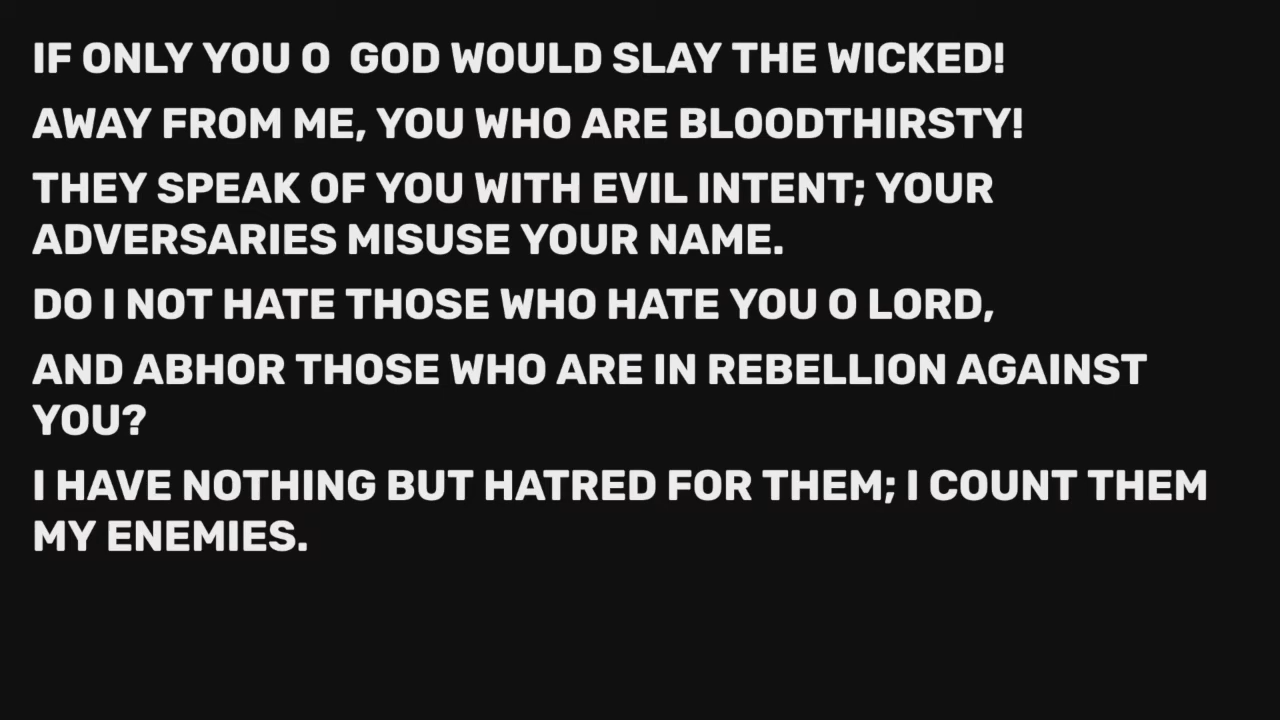 IF ONLY YOU O  GOD WOULD SLAY THE WICKED!
AWAY FROM ME, YOU WHO ARE BLOODTHIRSTY!
THEY SPEAK OF YOU WITH EVIL INTENT; YOUR
ADVERSARIES MISUSE YOUR NAME.
DO I NOT HATE THOSE WHO HATE YOU O LORD,
AND ABHOR THOSE WHO ARE IN REBELLION AGAINST
YOU?
I HAVE NOTHING BUT HATRED FOR THEM; I COUNT THEM
MY ENEMIES.